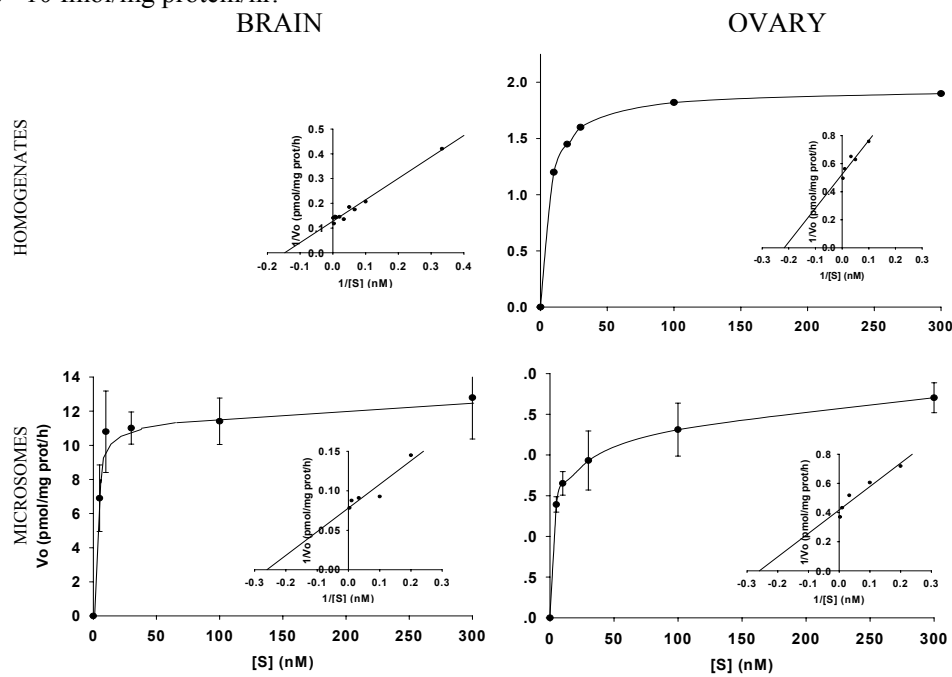 10 fmol/mg protein/hr.
BRAIN
OVARY
HOMOGENATES
1/Vo (pmol/mg prot/h)
0.5
0.4
0.3
0.2
0.1
0.0
-0.2 -0.1 0.0 0.1 0.2 0.3 0.4
1/[S] (nM)
2.0
1.5
1.0
0.5
0.0
0 50 100 150 200 250 300
1/Vo (pmol/mg prot/h)
0.8
0.6
0.4
0.2
0.0
-0.3 -0.2 -0.1 0.0 0.1 0.2 0.3
1/[S] (nM)
MICROSOMES
Vo (pmol/mg prot/h)
14
12
10
8
6
4
2
0
0 50 100 150 200 250 300
[S] (nM)
1/Vo (pmol/mg prot/h)
0.15
0.10
0.05
0.00
-0.3 -0.2 -0.1 0.0 0.1 0.2 0.3
1/[S] (nM)
.0
.5
.0
.5
.0
.5
.0
0 50 100 150 200 250 300
[S] (nM)
1/Vo (pmol/mg prot/h)
0.8
0.6
0.4
0.2
0.0
-0.3 -0.2 -0.1 0.0 0.1 0.2 0.3
1/[S] (nM)